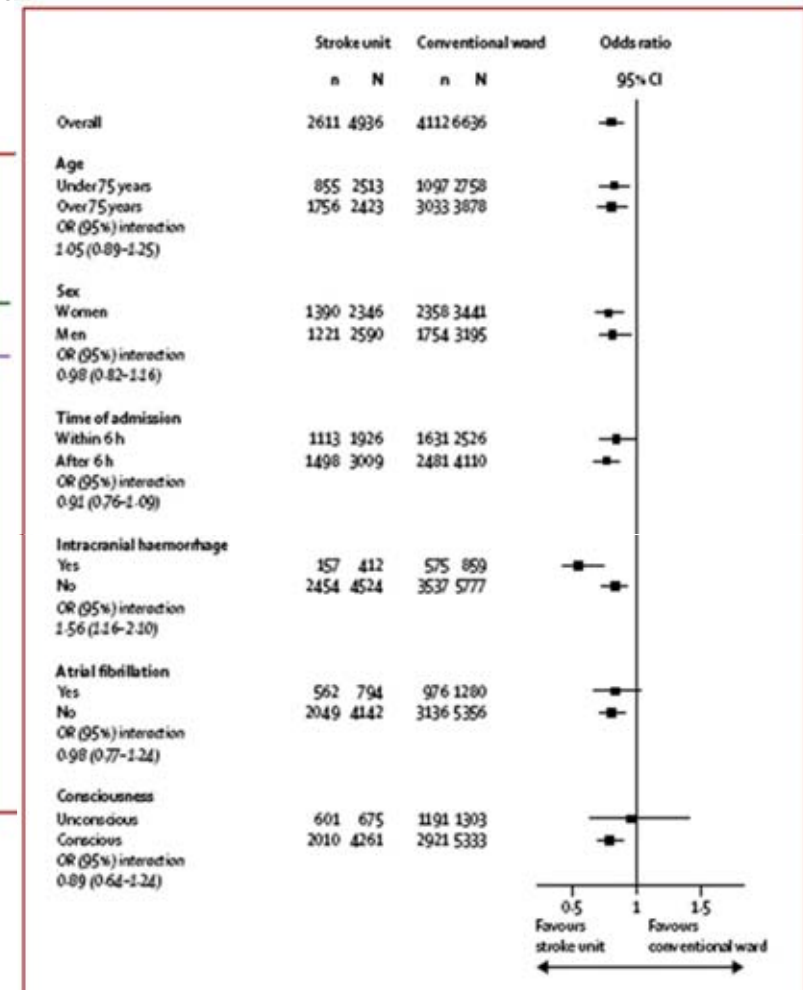 Stroke unit Conventional ward Odds ratio
n N n N 95% CI
Overall 2611 4936 4112 6636
Age
Under 75 years 855 2513 1097 2758
Over 75 years 1756 2423 3033 3878
OR (95%) interaction
1·05 (0·89–1·25)
Sex
Women 1390 2346 2358 3441
Men 1221 2590 1754 3195
OR (95%) interaction
0·98 (0·82–1·16)
Time of admission
Within 6 h 1113 1926 1631 2526
After 6 h 1498 3009 2481 4110
OR (95%) interaction
0·91 (0·76–1·09)
Intracranial haemorrhage
Yes 157 412 575 859
No 2454 4524 3537 5777
OR (95%) interaction
1·56 (1·16–2·10)
Atrial fibrillation
Yes 562 794 976 1280
No 2049 4142 3136 5356
OR (95%) interaction
0·98 (0·77–1·24)
Consciousness
Unconscious 601 675 1191 1303
Conscious 2010 4261 2921 5333
OR (95%) interaction
0·89 (0·64–1·24)
0·5 1 1·5
Favours Favours
stroke unit conventional ward